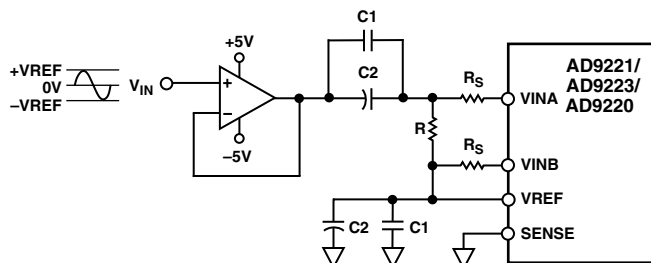 C1
+5V
+VREF
0V
–VREF
VIN
+
–
–5V
C2
RS
VINA
AD9221/
AD9223/
AD9220
R
RS
VINB
VREF
C2
C1
SENSE